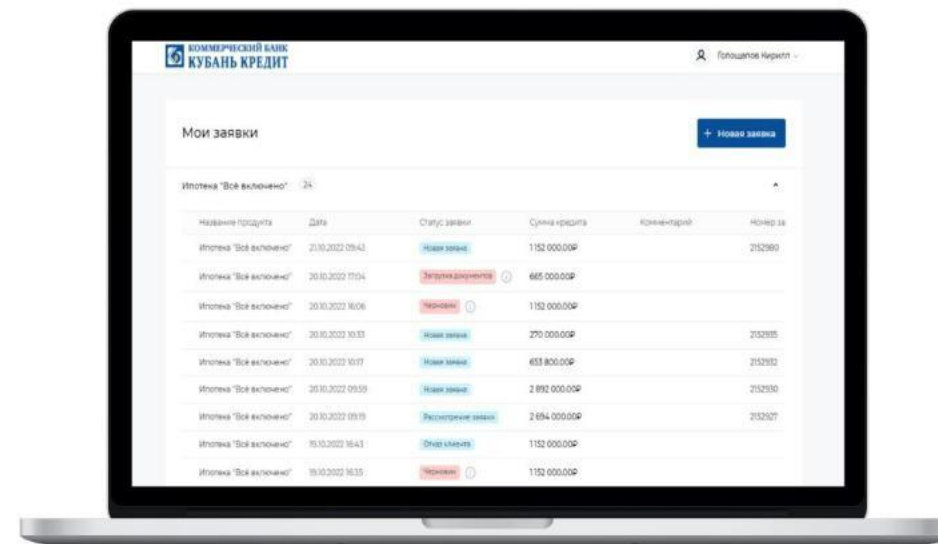 КОММЕРЧЕСКИЙ БАНК
КУБАНЬ КРЕДИТ
Голощапов Кирилл
Мои заявки
+ Новая заявка
Ипотека "Всё включено" 24
Название продукта Дата Статус заявки Сумма кредита Комментарий Номер за
Ипотека "Всё включено" 21.10.2022 09:42 Новая заявка 1 152 000.00₽ 2152980
Ипотека "Всё включено" 20.10.2022 17:04 Загрузка документов 665 000.00₽
Ипотека "Всё включено" 20.10.2022 16:06 Черновик 1 152 000.00₽
Ипотека "Всё включено" 20.10.2022 10:33 Новая заявка 270 000.00₽ 2152935
Ипотека "Всё включено" 20.10.2022 10:17 Новая заявка 653 800.00₽ 2152932
Ипотека "Всё включено" 20.10.2022 09:59 Новая заявка 2 892 000.00₽ 2152930
Ипотека "Всё включено" 20.10.2022 09:19 Рассмотрение заявки 2 694 000.00₽ 2152927
Ипотека "Всё включено" 19.10.2022 16:43 Отказ клиента 1 152 000.00₽
Ипотека "Всё включено" 19.10.2022 16:35 Черновик 1 152 000.00₽